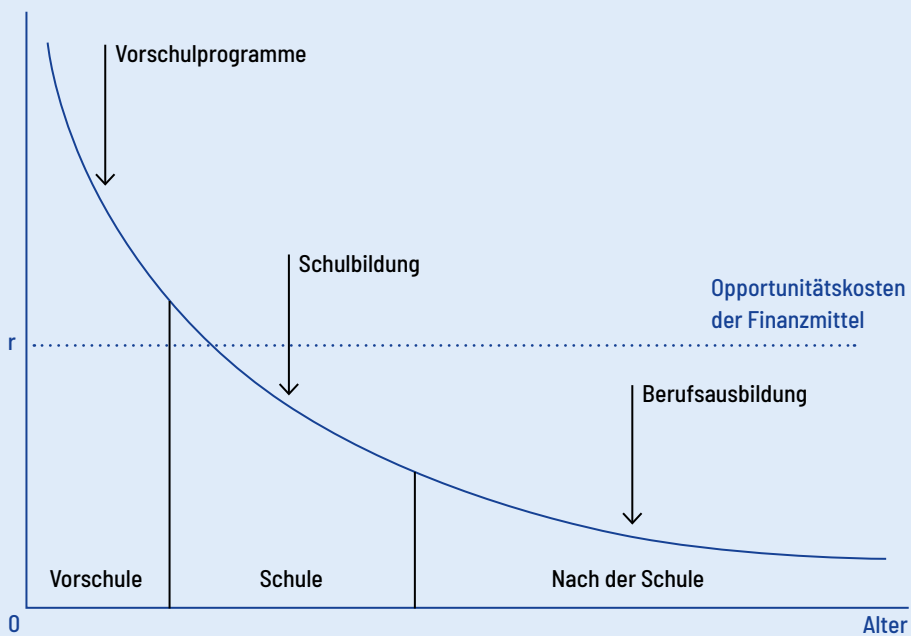 Vorschulprogramme
Schulbildung
Opportunitätskosten
der Finanzmittel
r
Berufsausbildung
Vorschule
Schule
Nach der Schule
0
Alter